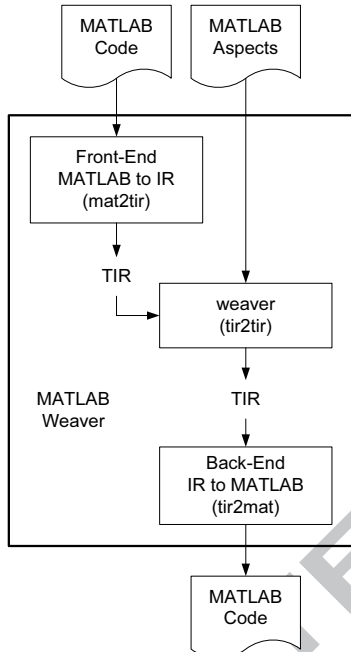 MATLAB
Code
MATLAB
Aspects
Front-End
MATLAB to IR
(mat2tir)
TIR
weaver
(tir2tir)
MATLAB
Weaver
TIR
Back-End
IR to MATLAB
(tir2mat)
MATLAB
Code